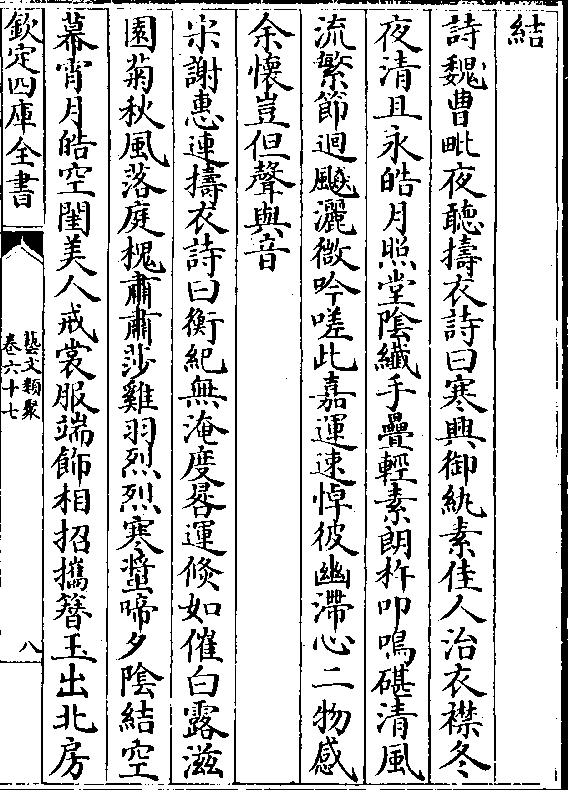 結
詩魏曹毗夜聽擣衣詩曰寒興御紈素佳人治衣襟冬
夜清且永皓月照堂陰纖手疊輕素朗杵叩鳴碪清風
流繁節迴飇灑微吟嗟此嘉運速悼彼幽滯心二物感
余懷豈但聲與音
宋謝惠連擣衣詩曰衡紀無淹度晷運倏如催白露滋
園菊秋風落庭槐肅肅莎雞羽烈烈寒螿啼夕陰結空
幕宵月皓空閨美人戒裳服端飾相招攜簪玉出北房
欽定四庫全書
藝文類聚
卷六十七
八